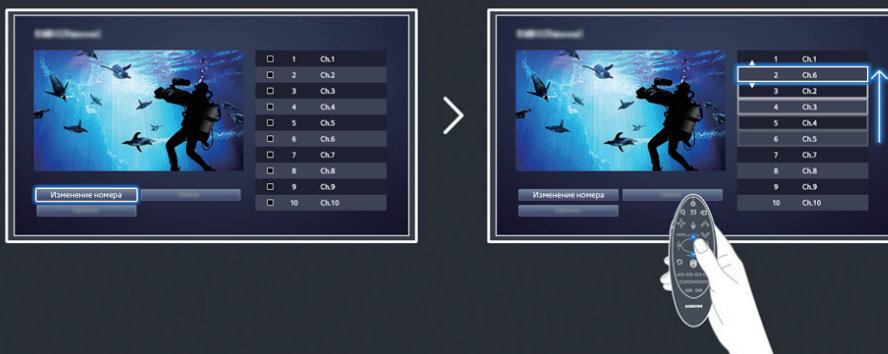 1 Ch.1
2 Ch.2
3 Ch.3
4 Ch.4
5 Ch.5
6 Ch.6
7 Ch.7
8 Ch.8
9 Ch.9
10 Ch.10
Изменение номера
1 Ch.1
2 Ch.6
3 Ch.2
4 Ch.3
5 Ch.4
6 Ch.5
7 Ch.7
8 Ch.8
9 Ch.9
10 Ch.10
Изменение номера